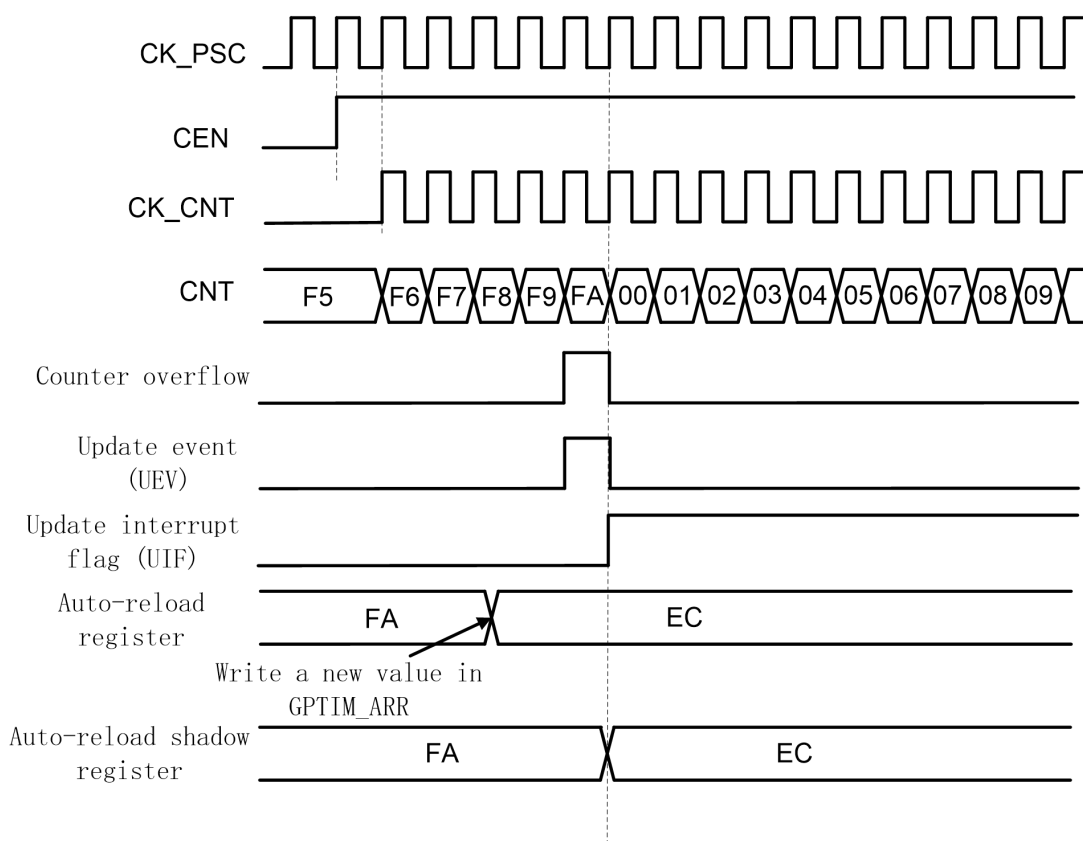 CK_PSC
CEN
CK_CNT
CNT F5 F6 F7 F8 F9 FA 00 01 02 03 04 05 06 07 08 09
Counter overflow
Update event
(UEV)
Update interrupt
flag (UIF)
Auto-reload
register
FA EC
Write a new value in
GPTIM_ARR
Auto-reload shadow
register
FA EC